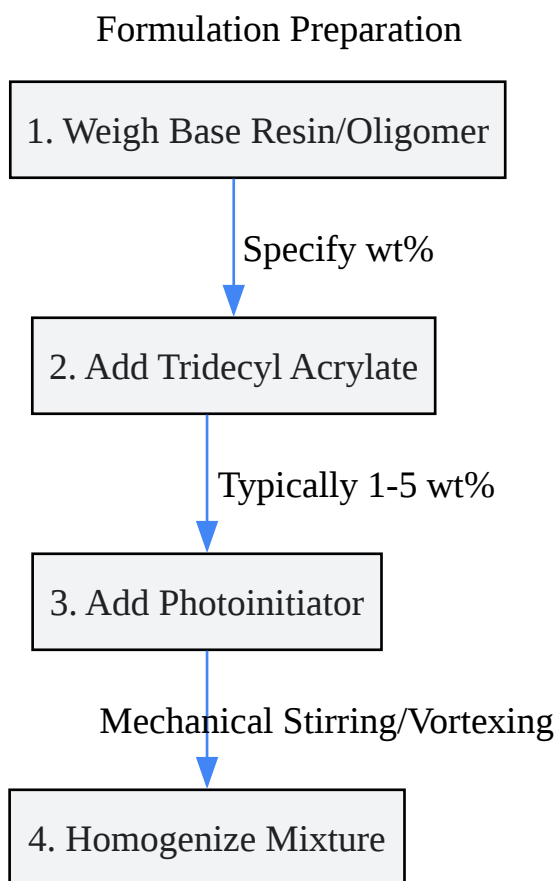 Formulation Preparation
1. Weigh Base Resin/Oligomer
Specify wt%
2. Add Tridecyl Acrylate
Typically 1-5 wt%
3. Add Photoinitiator
Mechanical Stirring/Vortexing
4. Homogenize Mixture